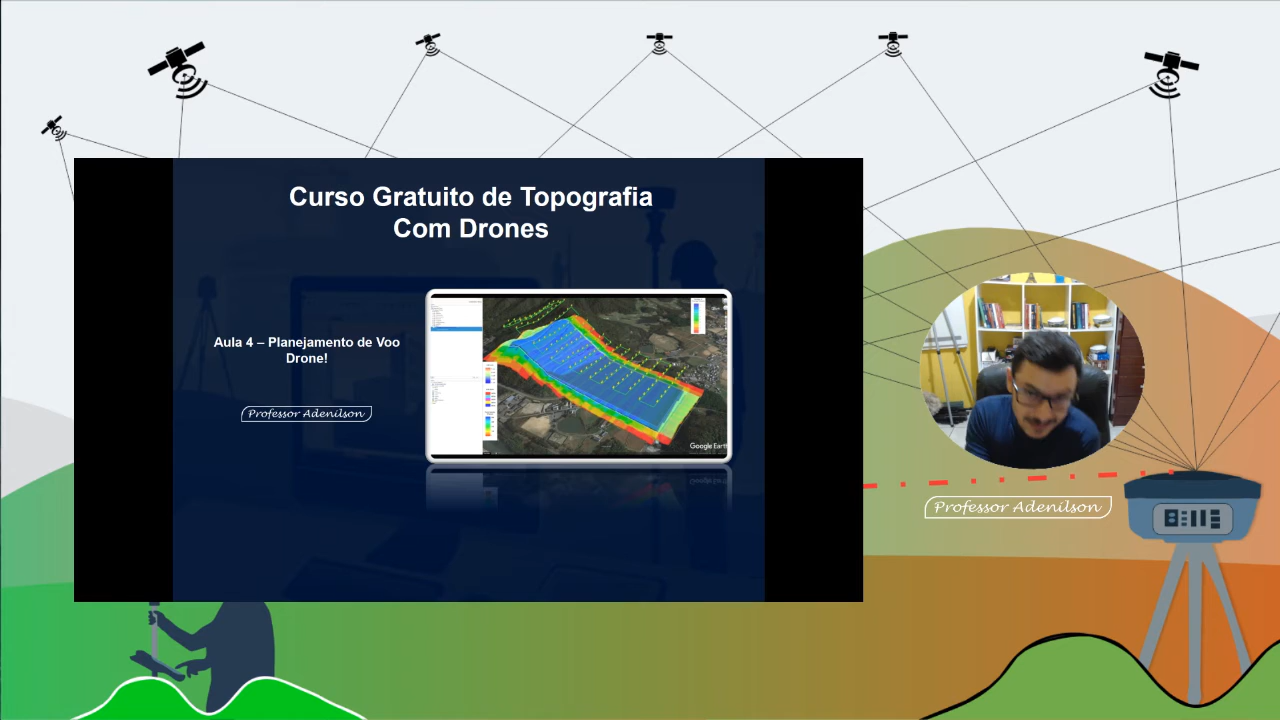 Curso Gratuito de Topografia
Com Drones
Aula 4 – Planejamento de Voo
Drone!
Professor Adenilson
Google Earth
Professor Adenilson